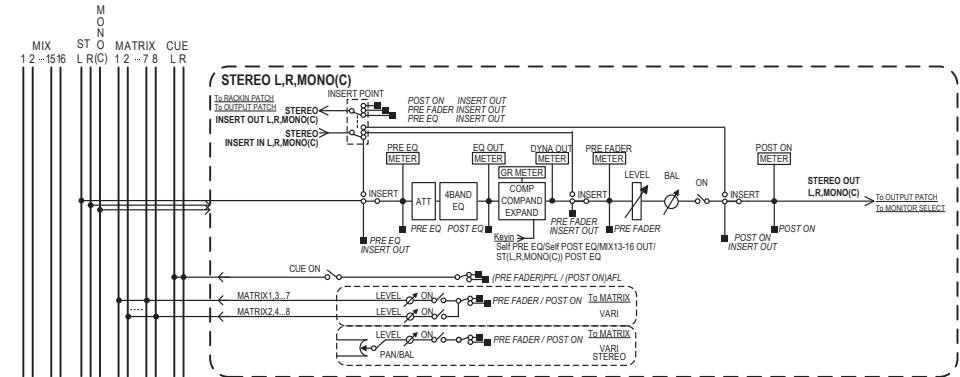 M
O
N
O
MIX
ST
MATRIX
CUE
1 2 ···15 16
L R (C)
1 2 ···7 8
L R
STEREO L,R,MONO(C)
To RACKIN PATCH
To OUTPUT PATCH
STEREO
INSERT OUT L,R,MONO(C)
STEREO
INSERT IN L,R,MONO(C)
INSERT POINT
POST ON INSERT OUT
PRE FADER INSERT OUT
PRE EQ INSERT OUT
PRE EQ
METER
EQ OUT
METER
DYNA OUT
METER
PRE FADER
METER
POST ON
METER
GR METER
LEVEL
BAL
ON
STEREO OUT
L,R,MONO(C)
To OUTPUT PATCH
To MONITOR SELECT
INSERT
ATT
4BAND
EQ
COMP
COMPAND
EXPAND
INSERT
INSERT
PRE EQ
POST EQ
PRE EQ
INSERT OUT
PRE FADER
INSERT OUT
PRE FADER
POST ON
INSERT OUT
POST ON
Keyin
Self PRE EQ/Self POST EQ/MIX13-16 OUT/
ST(L,R,MONO(C)) POST EQ
CUE ON
(PRE FADER)PFL / (POST ON)AFL
MATRIX1,3...7
LEVEL
ON
PRE FADER / POST ON
To MATRIX
MATRIX2,4...8
LEVEL
ON
VARI
LEVEL
ON
PRE FADER / POST ON
To MATRIX
PAN/BAL
VARI
STEREO